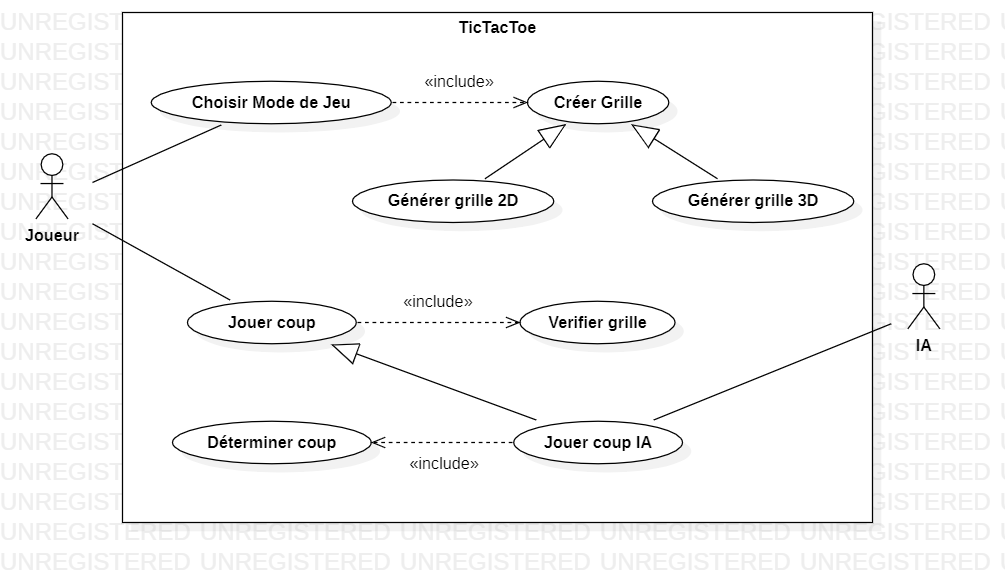 TicTacToe
Choisir Mode de Jeu
«include»
Créer Grille
Générer grille 2D
Générer grille 3D
Joueur
Jouer coup
«include»
Verifier grille
IA
Déterminer coup
«include»
Jouer coup IA
UNREGISTERED UNREGISTERED UNREGISTERED UNREGISTERED UNREGISTERED
UNREGISTERED UNREGISTERED UNREGISTERED UNREGISTERED UNREGISTERED